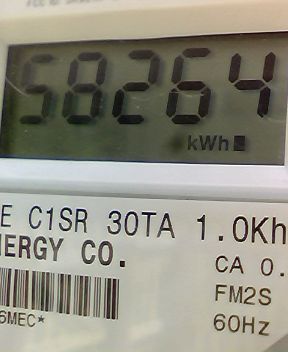 58264
kWh
E C1SR 30TA 1.0Kh
ERGY CO.
CA 0.
FM2S
6MEC*
60Hz